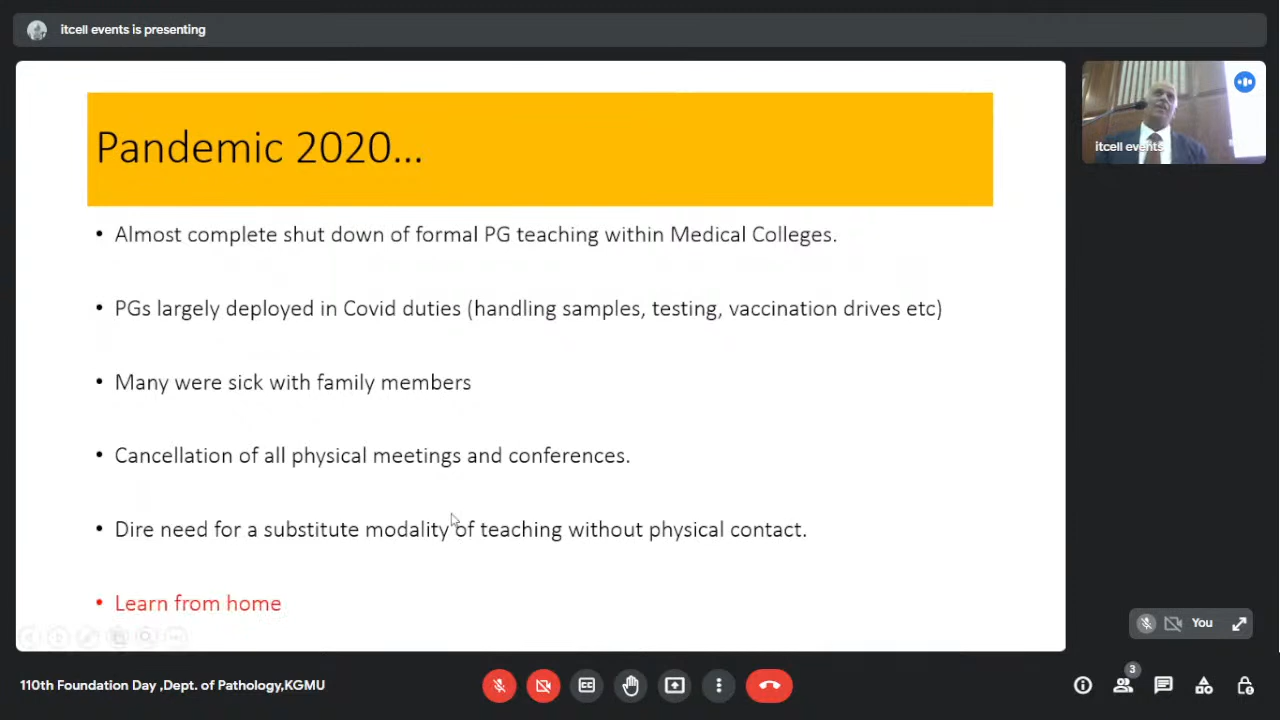 itcell events is presenting
Pandemic 2020...
• Almost complete shut down of formal PG teaching within Medical Colleges.
• PGs largely deployed in Covid duties (handling samples, testing, vaccination drives etc)
• Many were sick with family members
• Cancellation of all physical meetings and conferences.
• Dire need for a substitute modality of teaching without physical contact.
• Learn from home
itcell events
You
110th Foundation Day ,Dept. of Pathology,KGMU
3